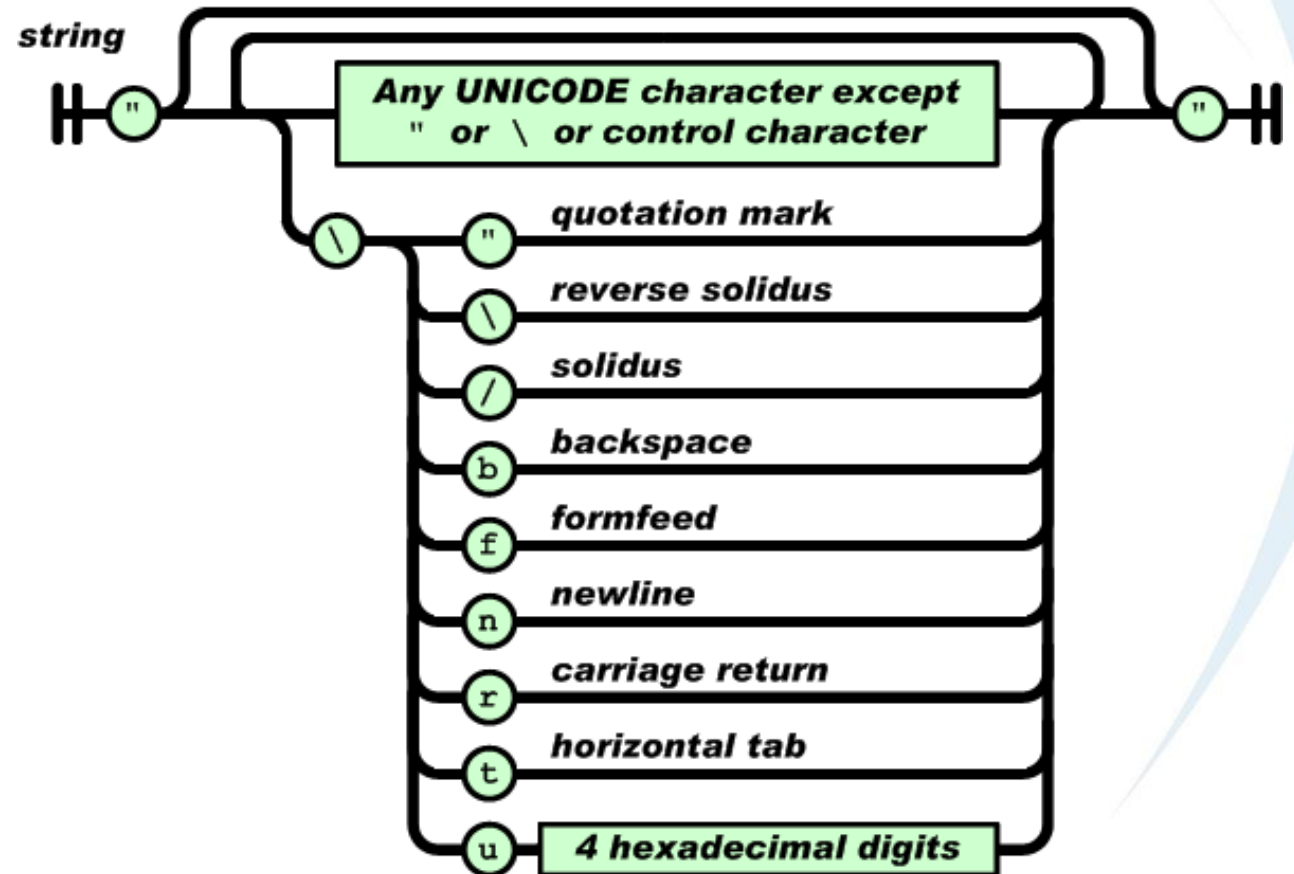 string
"
Any UNICODE character except
" or \ or control character
"
\
" quotation mark
\ reverse solidus
/ solidus
b backspace
f formfeed
n newline
r carriage return
t horizontal tab
u 4 hexadecimal digits